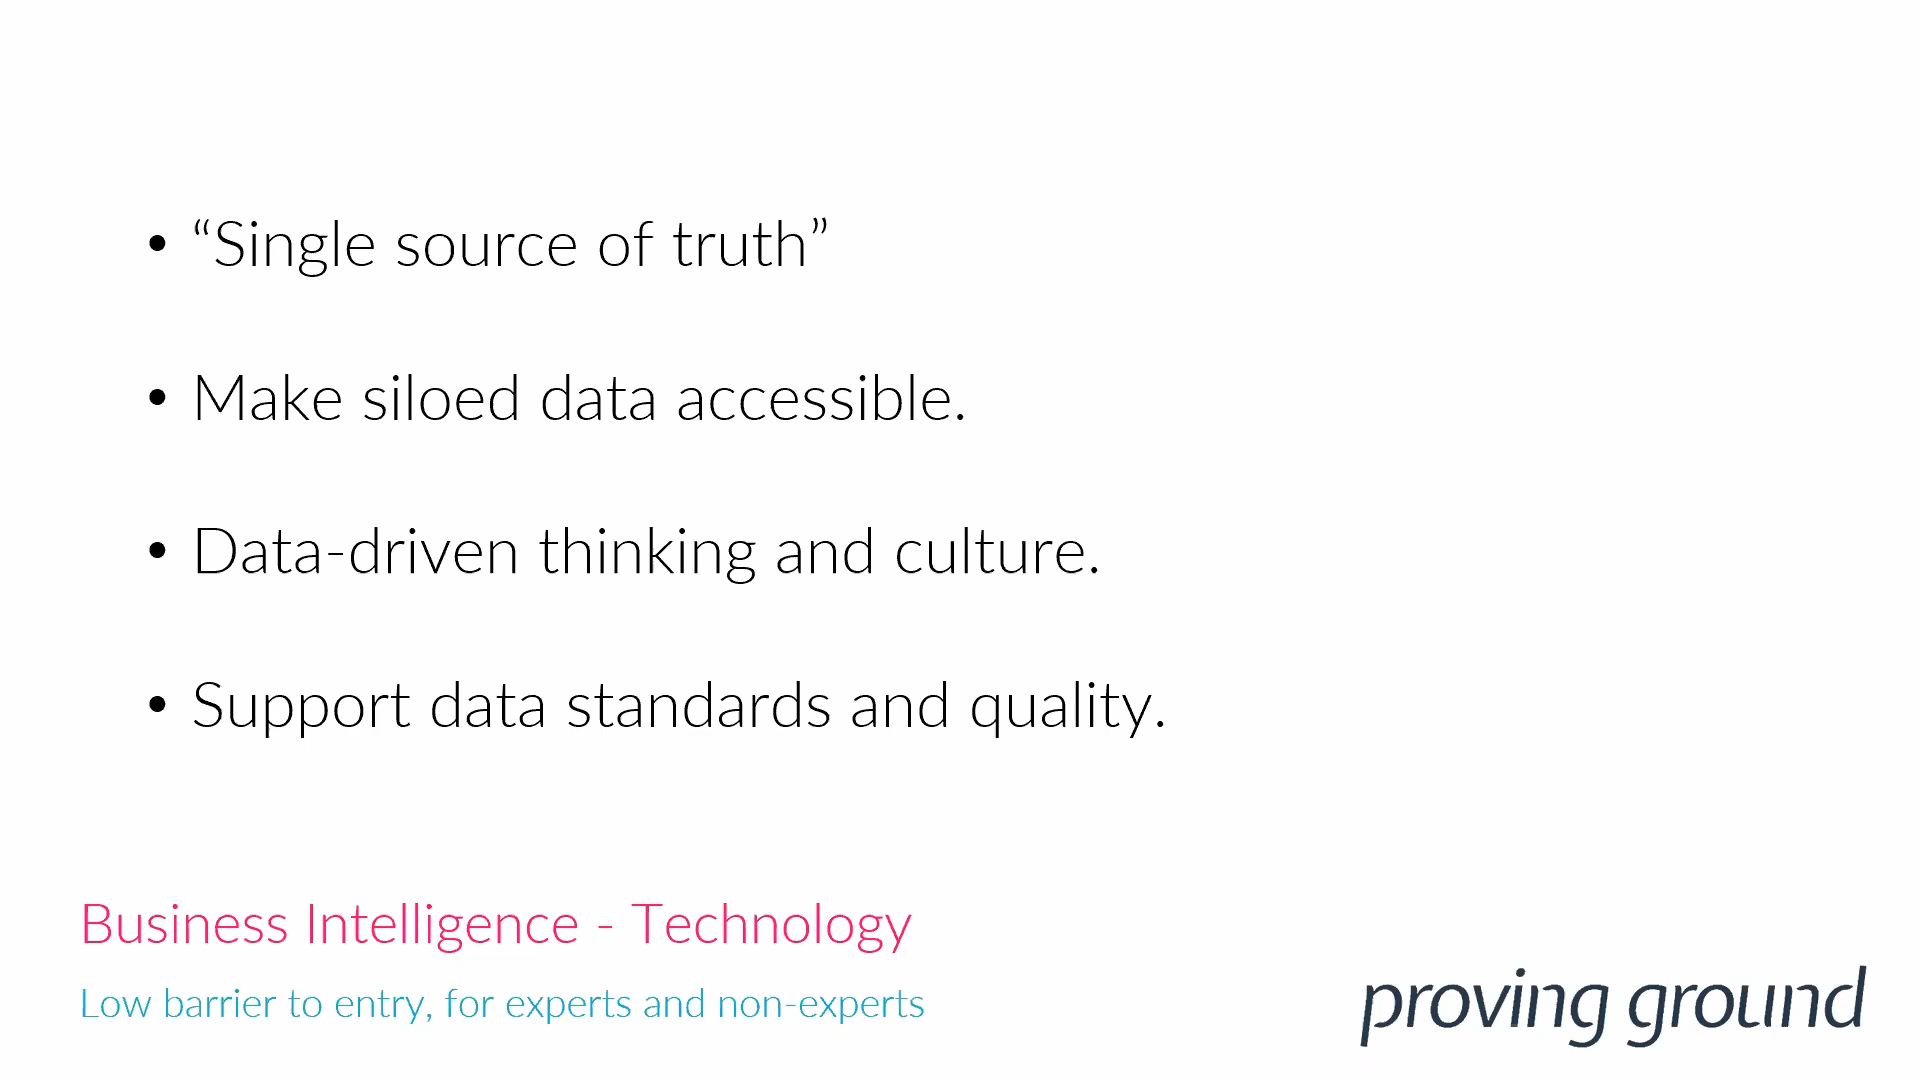 • “Single source of truth”
• Make siloed data accessible.
• Data-driven thinking and culture.
• Support data standards and quality.
Business Intelligence - Technology
Low barrier to entry, for experts and non-experts
proving ground